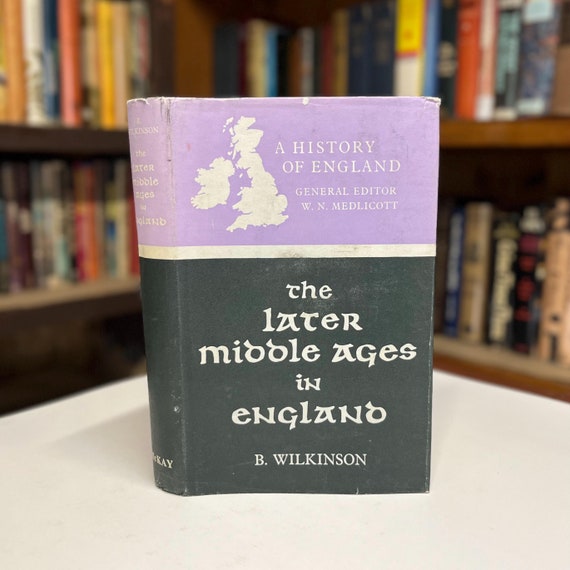 A HISTORY
OF ENGLAND
GENERAL EDITOR
W. N. MEDLICOTT
the
LATER
middle AGES
in
ENGLAND
B. WILKINSON
WILKINSON
the
LATER
middle
AGES
in
ENGLAND
KAY